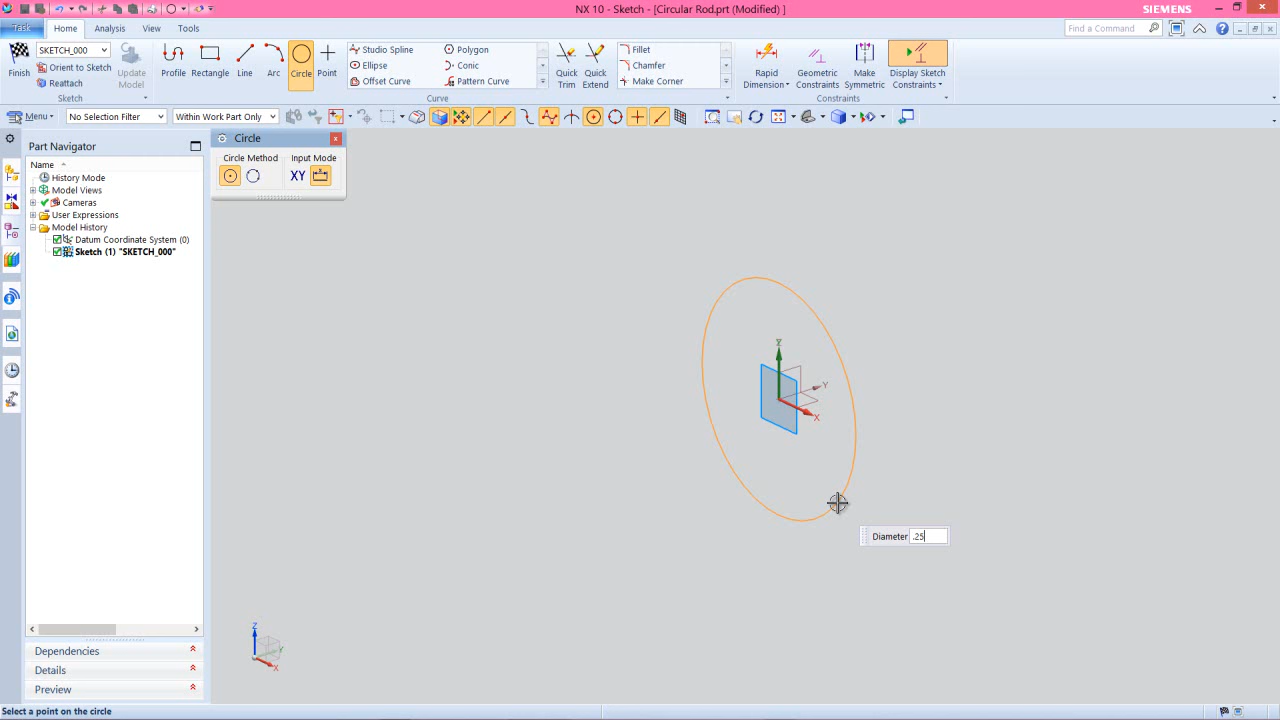 NX 10 - Sketch - [Circular Rod.prt (Modified) ]
SIEMENS
Task Home Analysis View Tools
Find a Command
SKETCH_000
Orient to Sketch
Reattach
Finish
Update Model
Sketch
Profile Rectangle Line Arc Circle Point
Studio Spline Polygon
Ellipse Conic
Offset Curve Pattern Curve
Quick Trim
Quick Extend
Fillet
Chamfer
Make Corner
Curve
Rapid Dimension
Geometric Constraints
Make Symmetric
Display Sketch Constraints
Constraints
Menu No Selection Filter Within Work Part Only
Part Navigator
Name
History Mode
Model Views
Cameras
User Expressions
Model History
Datum Coordinate System (0)
Sketch (1) "SKETCH_000"
Circle
Circle Method Input Mode
XY
Z
Y
X
Diameter .25
Z
Y
X
Dependencies
Details
Preview
Select a point on the circle